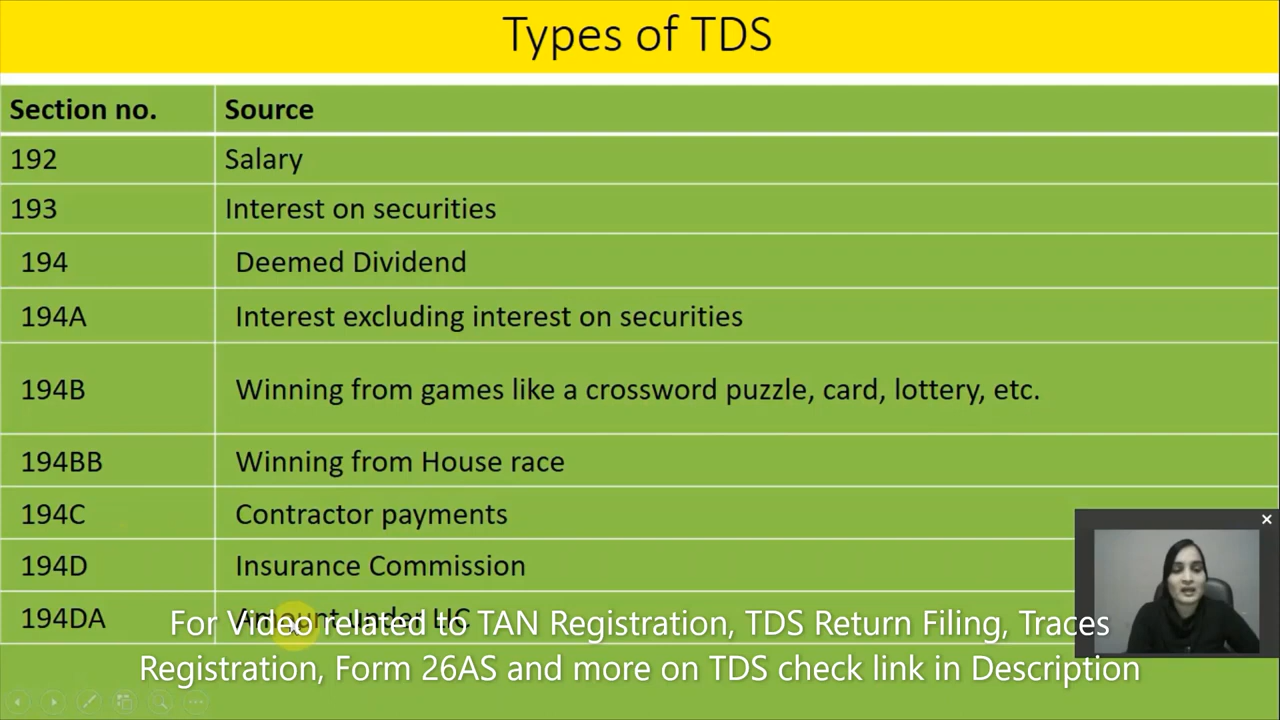 Types of TDS
Section no. Source
192 Salary
193 Interest on securities
194 Deemed Dividend
194A Interest excluding interest on securities
194B Winning from games like a crossword puzzle, card, lottery, etc.
194BB Winning from House race
194C Contractor payments
194D Insurance Commission
194DA Amount under LIC
For Video related to TAN Registration, TDS Return Filing, Traces
Registration, Form 26AS and more on TDS check link in Description